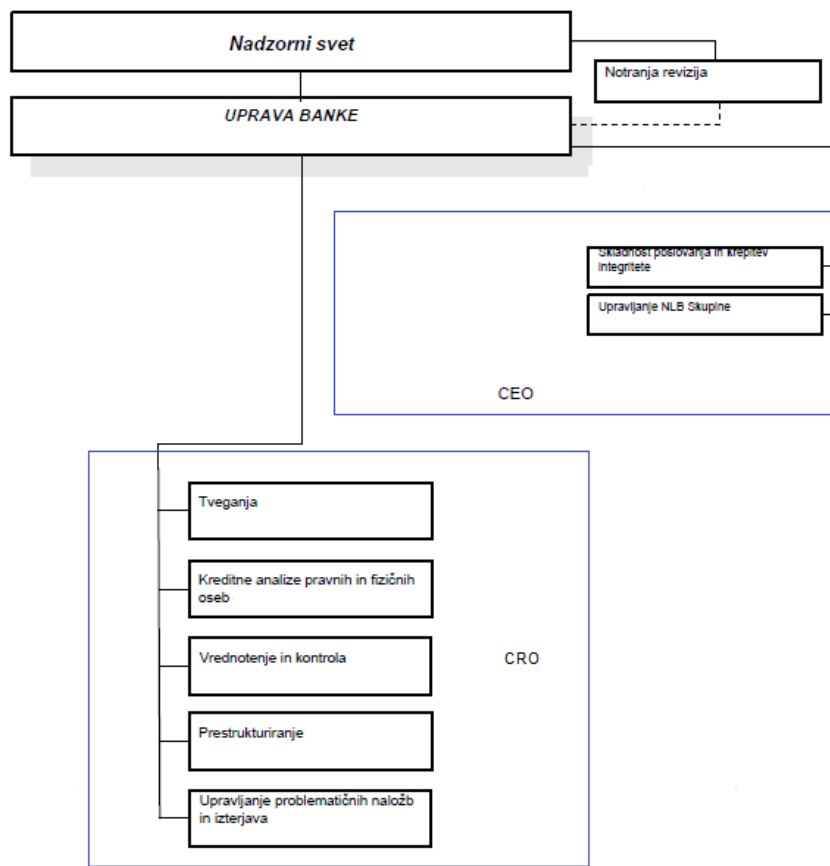 Nadzorni svet
Notranja revizija
UPRAVA BANKE
Skladnost poslovanja in krepitev
integritete
Upravljanje NLB Skupine
CEO
Tveganja
Kreditne analize pravnih in fizičnih
oseb
Vrednotenje in kontrola
CRO
Prestrukturiranje
Upravljanje problematičnih naložb
in izterjava